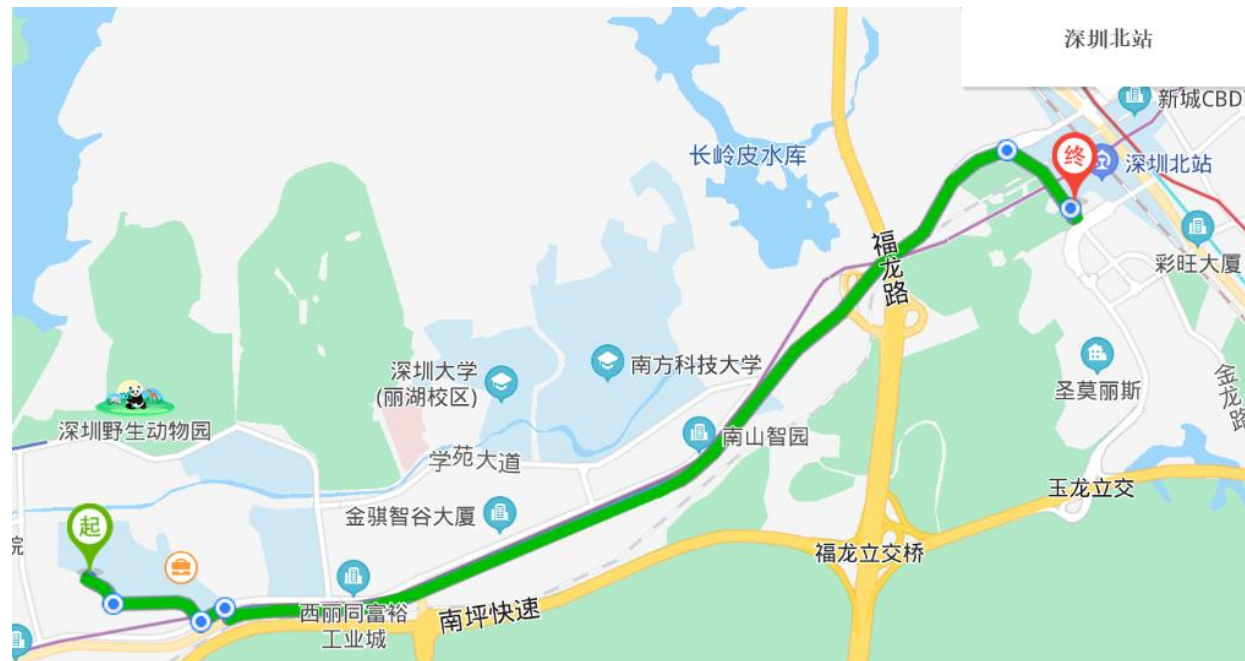 深圳北站
新城CBD
长岭皮水库
终
深圳北站
福龙路
彩旺大厦
深圳大学
(丽湖校区)
南方科技大学
圣莫丽斯
金龙路
深圳野生动物园
学苑大道
南山智园
玉龙立交
起
院
金骐智谷大厦
福龙立交桥
西丽同富裕
工业城
南坪快速